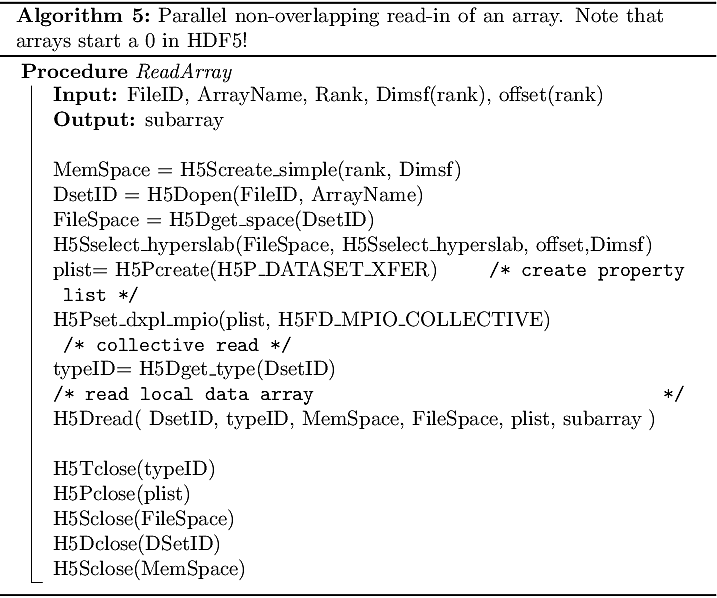 Algorithm 5: Parallel non-overlapping read-in of an array. Note that
arrays start a 0 in HDF5!
Procedure ReadArray
Input: FileID, ArrayName, Rank, Dimsf(rank), offset(rank)
Output: subarray
MemSpace = H5Screate_simple(rank, Dimsf)
DsetID = H5Dopen(FileID, ArrayName)
FileSpace = H5Dget_space(DsetID)
H5Sselect_hyperslab(FileSpace, H5Sselect_hyperslab, offset,Dimsf)
plist= H5Pcreate(H5P_DATASET_XFER) /* create property
list */
H5Pset_dxpl_mpio(plist, H5FD_MPIO_COLLECTIVE)
/* collective read */
typeID= H5Dget_type(DsetID)
/* read local data array */
H5Dread( DsetID, typeID, MemSpace, FileSpace, plist, subarray )
H5Tclose(typeID)
H5Pclose(plist)
H5Sclose(FileSpace)
H5Dclose(DSetID)
H5Sclose(MemSpace)